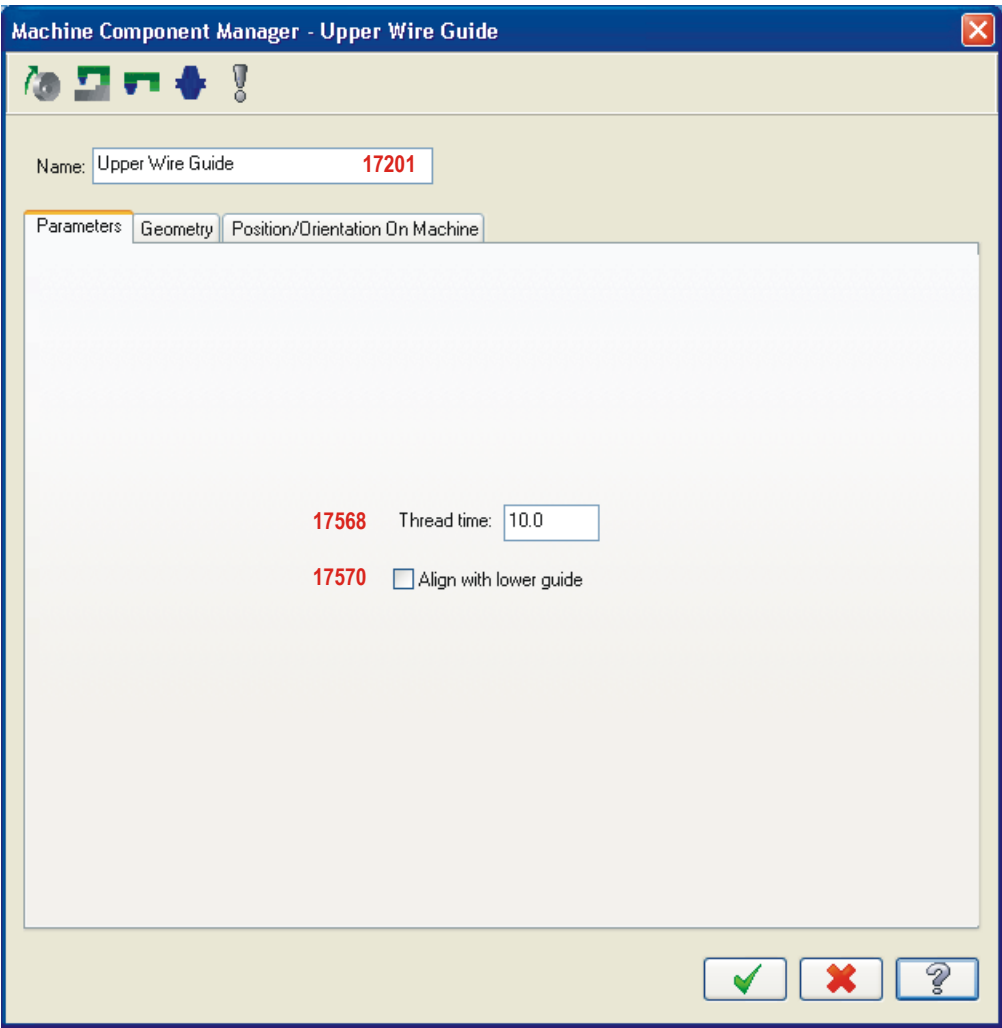 Machine Component Manager - Upper Wire Guide
Name: Upper Wire Guide 17201
Parameters Geometry Position/Orientation On Machine
17568 Thread time: 10.0
17570 Align with lower guide